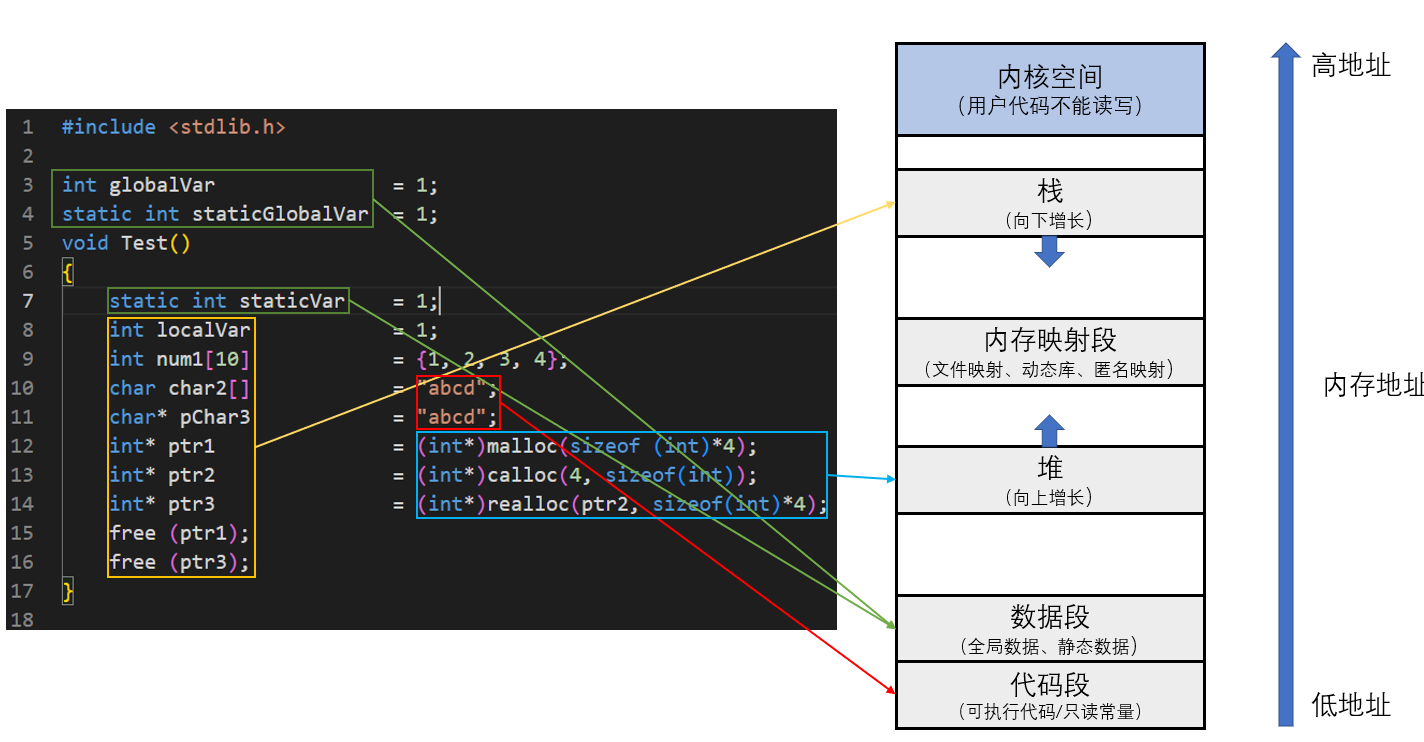 #include <stdlib.h>
int globalVar = 1;
static int staticGlobalVar = 1;
void Test()
{
static int staticVar = 1;
int localVar = 1;
int num1[10] = {1, 2, 3, 4};
char char2[] = "abcd";
char* pChar3 = "abcd";
int* ptr1 = (int*)malloc(sizeof (int)*4);
int* ptr2 = (int*)calloc(4, sizeof(int));
int* ptr3 = (int*)realloc(ptr2, sizeof(int)*4);
free (ptr1);
free (ptr3);
}
1
2
3
4
5
6
7
8
9
10
11
12
13
14
15
16
17
18
内核空间
（用户代码不能读写）
栈
（向下增长）
内存映射段
（文件映射、动态库、匿名映射）
堆
（向上增长）
数据段
（全局数据、静态数据）
代码段
（可执行代码/只读常量）
高地址
内存地址
低地址